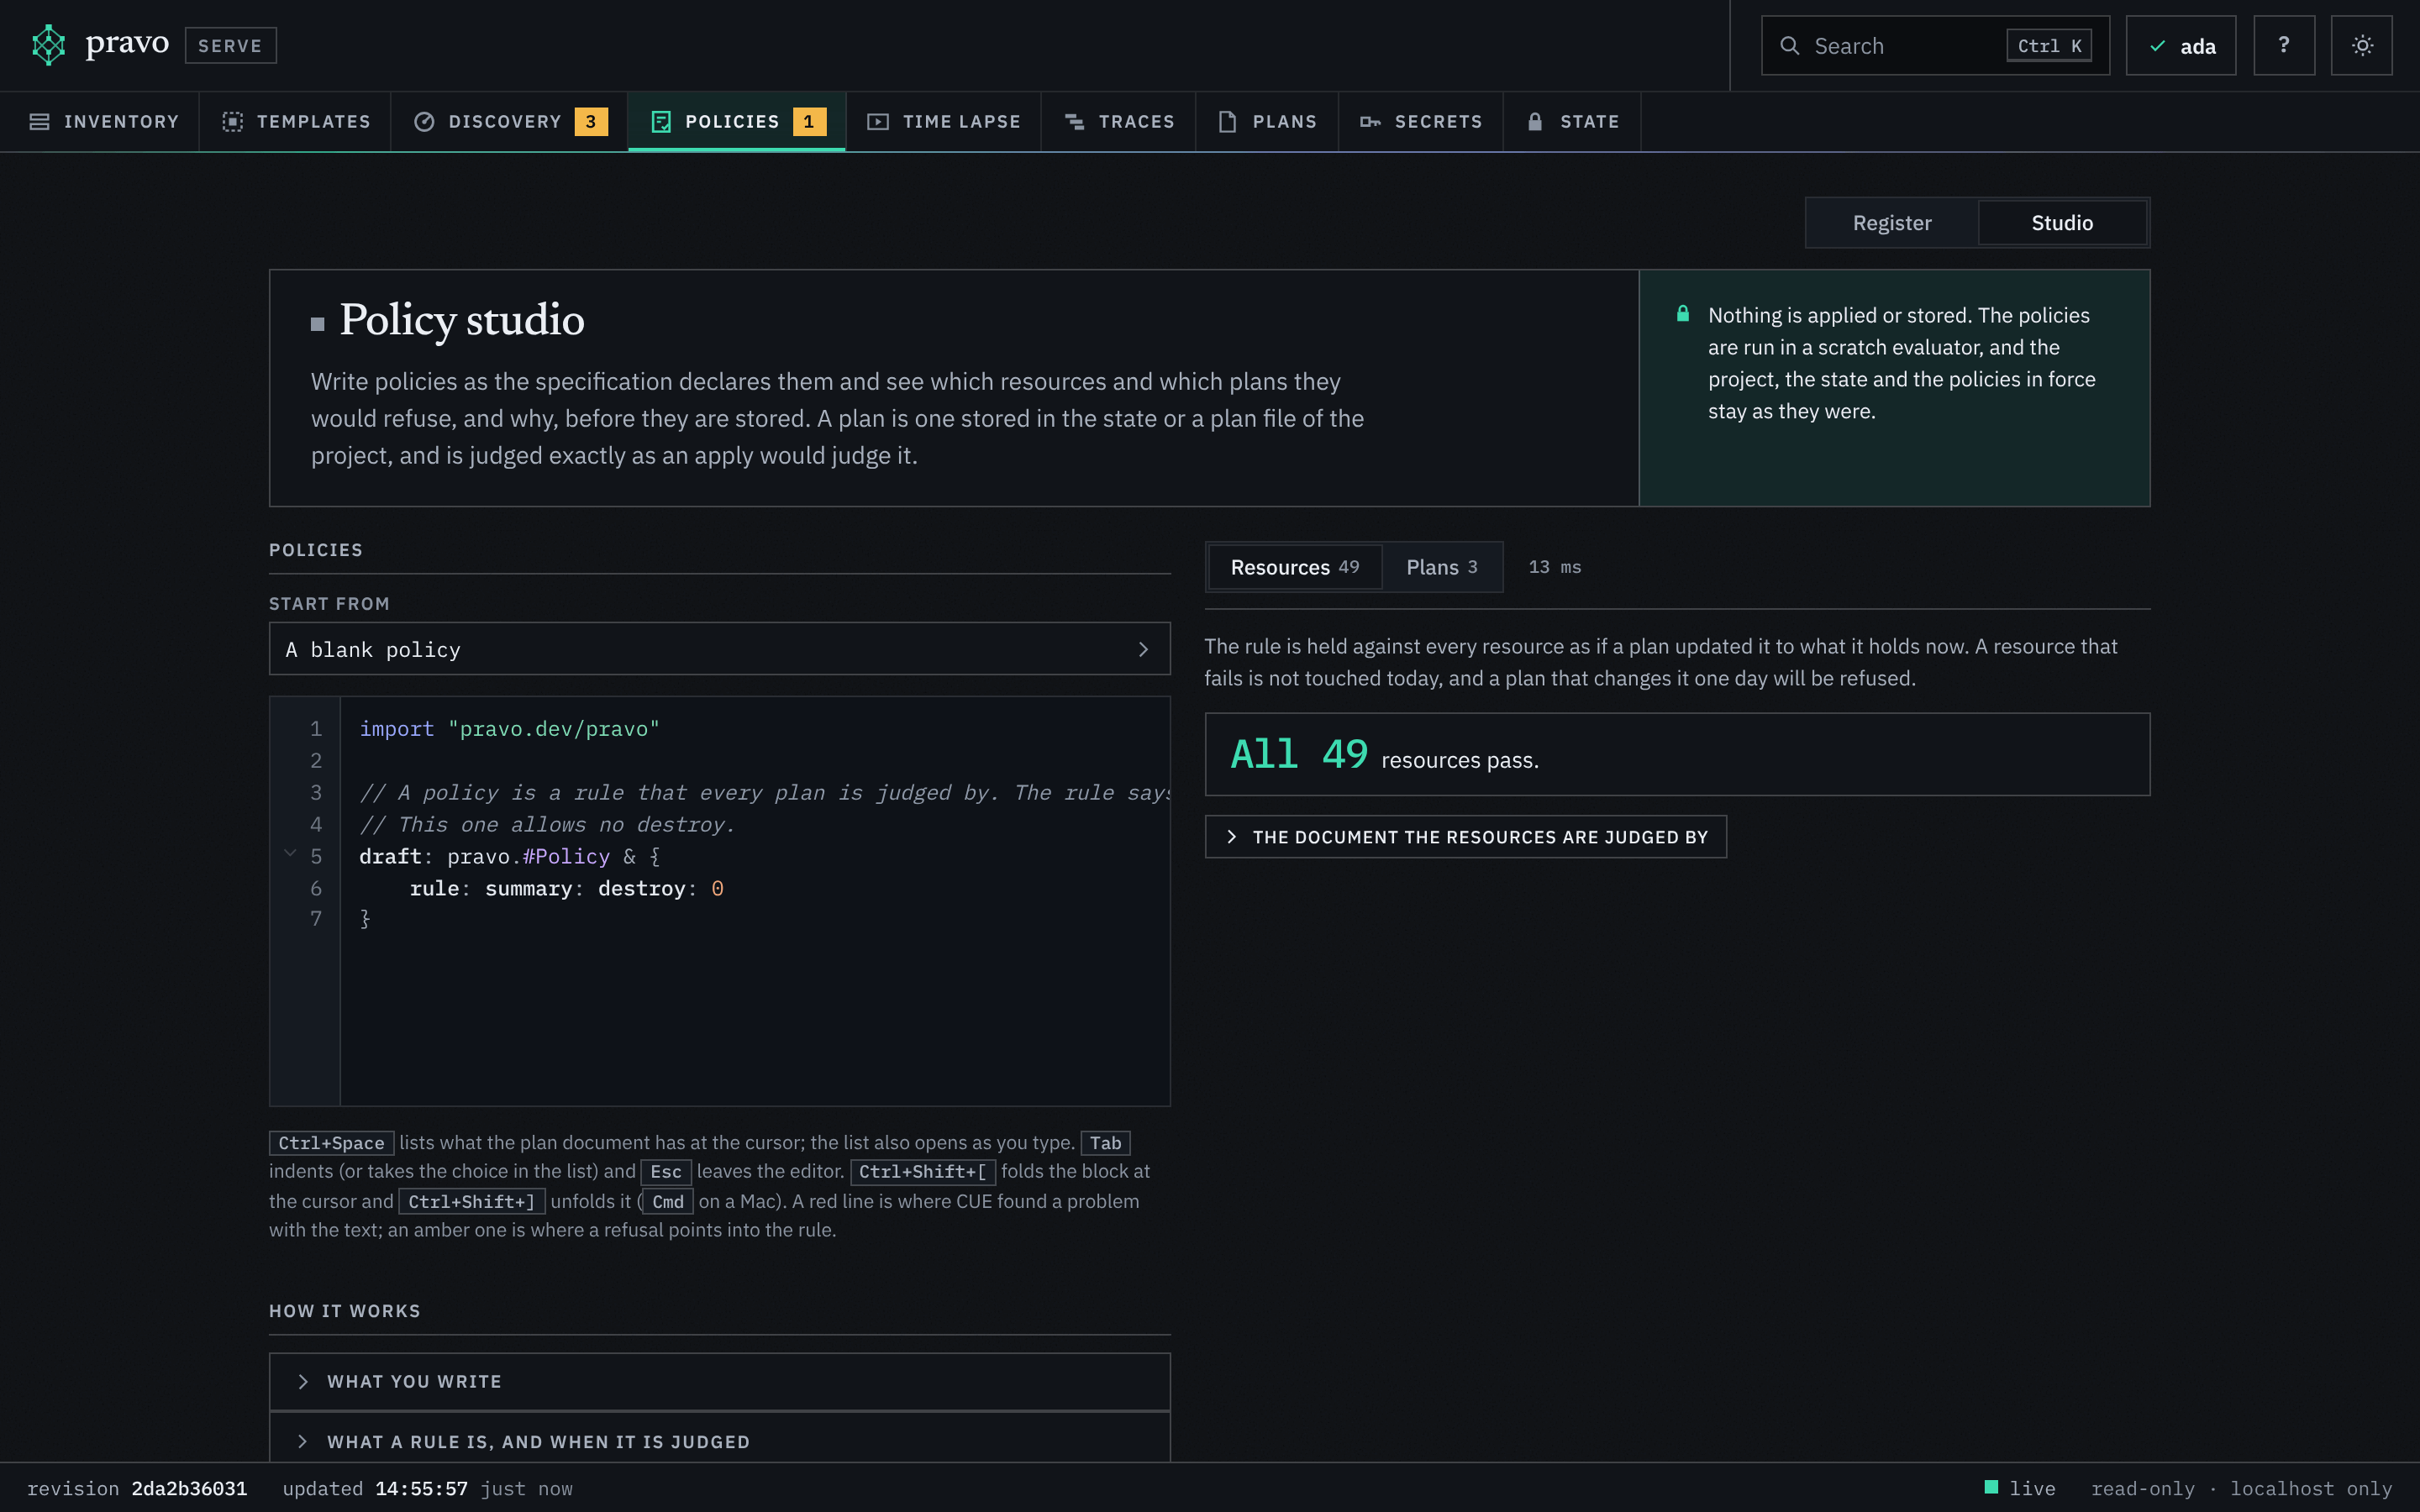 pravo SERVE
Search Ctrl K
ada
?
INVENTORY
TEMPLATES
DISCOVERY 3
POLICIES 1
TIME LAPSE
TRACES
PLANS
SECRETS
STATE
Register Studio
Policy studio
Write policies as the specification declares them and see which resources and which plans they
would refuse, and why, before they are stored. A plan is one stored in the state or a plan file of the
project, and is judged exactly as an apply would judge it.
Nothing is applied or stored. The policies
are run in a scratch evaluator, and the
project, the state and the policies in force
stay as they were.
POLICIES
START FROM
A blank policy
1 import "pravo.dev/pravo"
2
3 // A policy is a rule that every plan is judged by. The rule says
4 // This one allows no destroy.
5 draft: pravo.#Policy & {
6 rule: summary: destroy: 0
7 }
Ctrl+Space lists what the plan document has at the cursor; the list also opens as you type. Tab
indents (or takes the choice in the list) and Esc leaves the editor. Ctrl+Shift+[ folds the block at
the cursor and Ctrl+Shift+] unfolds it (Cmd on a Mac). A red line is where CUE found a problem
with the text; an amber one is where a refusal points into the rule.
HOW IT WORKS
WHAT YOU WRITE
WHAT A RULE IS, AND WHEN IT IS JUDGED
Resources 49 Plans 3 13 ms
The rule is held against every resource as if a plan updated it to what it holds now. A resource that
fails is not touched today, and a plan that changes it one day will be refused.
All 49 resources pass.
THE DOCUMENT THE RESOURCES ARE JUDGED BY
revision 2da2b36031 updated 14:55:57 just now
live read-only · localhost only